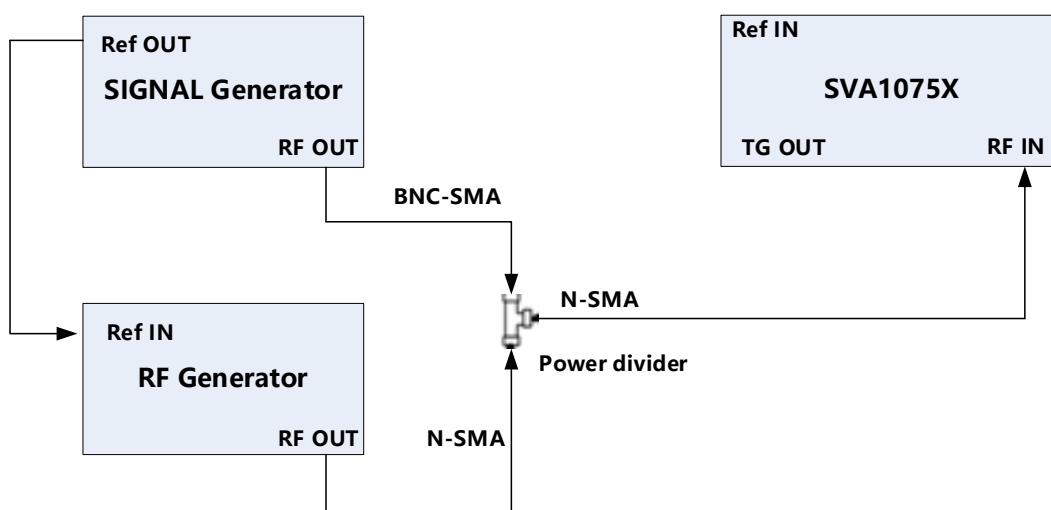 Ref OUT
SIGNAL Generator
RF OUT
Ref IN
SVA1075X
TG OUT
RF IN
BNC-SMA
N-SMA
Power divider
Ref IN
RF Generator
RF OUT
N-SMA